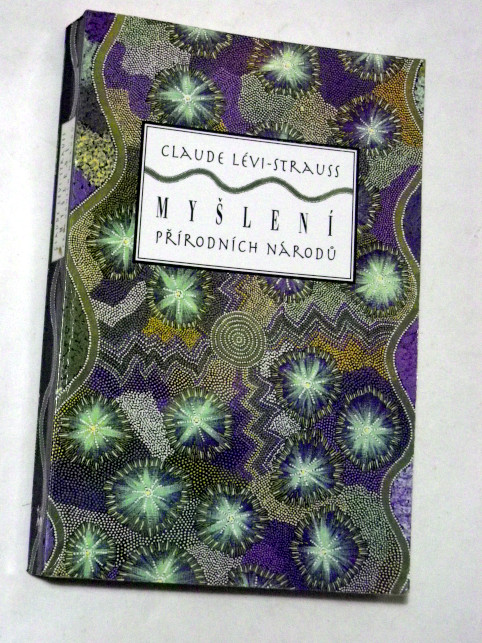 CLAUDE LÉVI-STRAUSS
MYŠLENÍ
PŘÍRODNÍCH NÁRODŮ